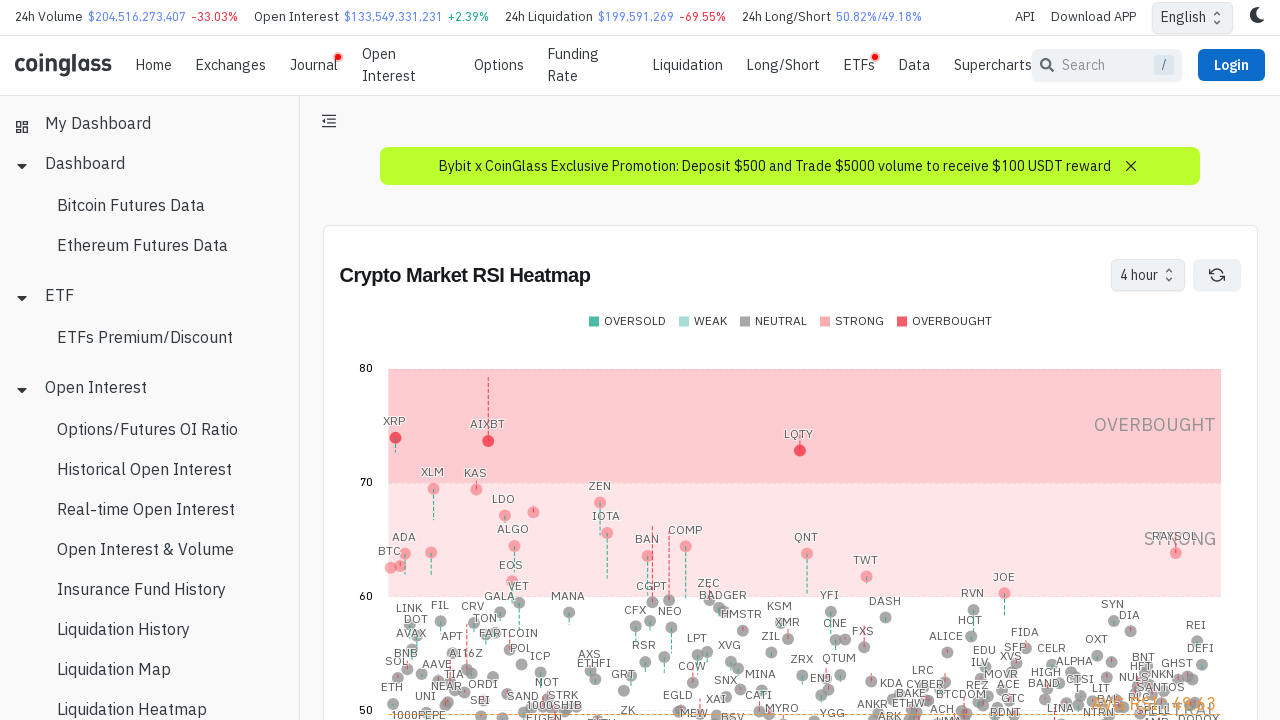 24h Volume $204,516,273,407 -33.03% Open Interest $133,549,331,231 +2.39% 24h Liquidation $199,591,269 -69.55% 24h Long/Short 50.82%/49.18% API Download APP English
coinglass Home Exchanges Journal Open Interest Options Funding Rate Liquidation Long/Short ETFs Data Supercharts Search / Login
My Dashboard
Dashboard
Bitcoin Futures Data
Ethereum Futures Data
ETF
ETFs Premium/Discount
Open Interest
Options/Futures OI Ratio
Historical Open Interest
Real-time Open Interest
Open Interest & Volume
Insurance Fund History
Liquidation History
Liquidation Map
Liquidation Heatmap
Bybit x CoinGlass Exclusive Promotion: Deposit $500 and Trade $5000 volume to receive $100 USDT reward
Crypto Market RSI Heatmap 4 hour
OVERSOLD WEAK NEUTRAL STRONG OVERBOUGHT
80
XRP AIXBT LQTY OVERBOUGHT
70
XLM KAS
LDO ZEN
ALGO IOTA BAN COMP QNT RAYSOL STRONG
ADA
BTC EOS TWT
60
VET CGPT ZEC JOE
GALA MANA BADGER YFI DASH RVN
LINK FIL CRV CFX NEO HMSTR KSM SYN
DOT TON XMR ONE HOT DIA REI
AVAX APT FARTCOIN RSR LPT XVG ZIL FXS ALICE FIDA OXT
BNB AI16Z POL ICP AXS COW ZRX QTUM EDU SFP CELR DEFI
SOL AAVE ETHFI SNX MINA LRC ILV XVS ALPHA BNT GHST
ETH TIA NEAR ORDI NOT GRT ENJ KDA CYBER REZ MOVR HIGH CTSI NULS
UNI SEI SAND STRK EGLD XAI CATI BAKE BTCDOM ACE BAND LIT SANTOS
50
1000PEPE 1000SHIB ZK MEW BSV MYRO YGG ANKR ETHW ACH GTC LINA NTRN